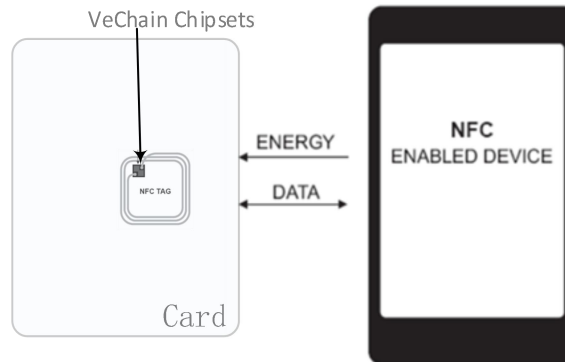 VeChain Chipsets
ENERGY
NFC
ENABLED DEVICE
DATA
NFC TAG
Card